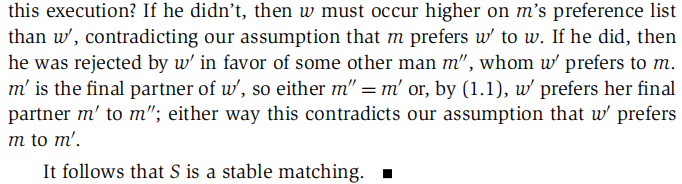 this execution? If he didn't, then w must occur higher on m's preference list
than w′, contradicting our assumption that m prefers w′ to w. If he did, then
he was rejected by w′ in favor of some other man m″, whom w′ prefers to m.
m′ is the final partner of w′, so either m″ = m′ or, by (1.1), w′ prefers her final
partner m′ to m″; either way this contradicts our assumption that w′ prefers
m to m′.
It follows that S is a stable matching. ■